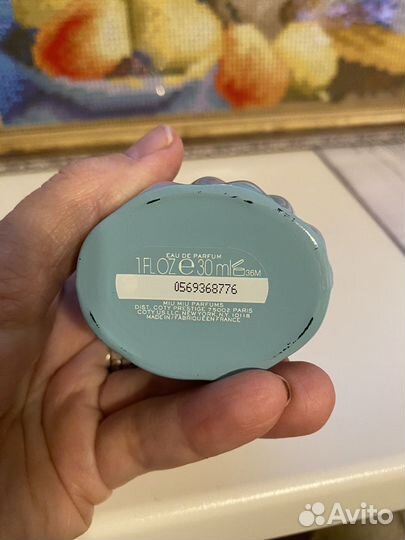 EAU DE PARFUM
1 FL OZ e 30 ml 36M
0569368776
MIU MIU PARFUMS
DIST. COTY PRESTIGE 75002 PARIS
COTY US LLC, NEW YORK, N.Y. 10118
MADE IN / FABRIQUÉ EN FRANCE
Avito